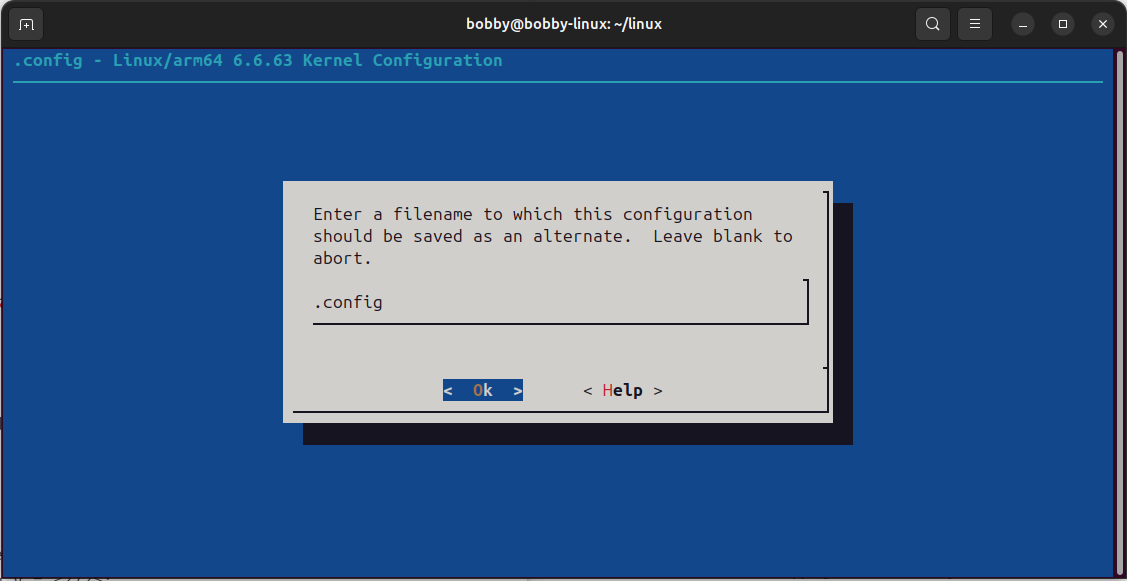 bobby@bobby-linux: ~/linux
.config - Linux/arm64 6.6.63 Kernel Configuration
Enter a filename to which this configuration
should be saved as an alternate.  Leave blank to
abort.
.config
<  Ok  > < Help >